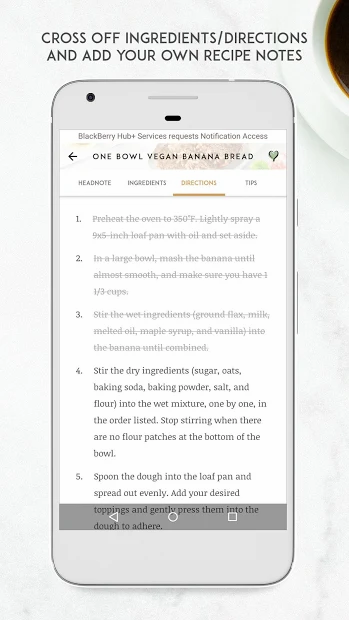 CROSS OFF INGREDIENTS/DIRECTIONS
AND ADD YOUR OWN RECIPE NOTES
BlackBerry Hub+ Services requests Notification Access
ONE BOWL VEGAN BANANA BREAD
HEADNOTE INGREDIENTS DIRECTIONS TIPS
1. Preheat the oven to 350°F. Lightly spray a
9x5-inch loaf pan with oil and set aside.
2. In a large bowl, mash the banana until
almost smooth, and make sure you have 1
1/3 cups.
3. Stir the wet ingredients (ground flax, milk,
melted oil, maple syrup, and vanilla) into
the banana until combined.
4. Stir the dry ingredients (sugar, oats,
baking soda, baking powder, salt, and
flour) into the wet mixture, one by one, in
the order listed. Stop stirring when there
are no flour patches at the bottom of the
bowl.
5. Spoon the dough into the loaf pan and
spread out evenly. Add your desired
toppings and gently press them into the
dough to adhere.